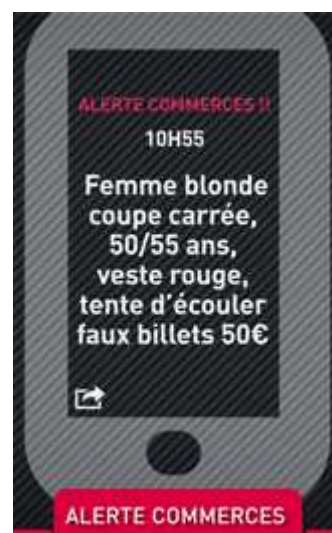 ALERTE COMMERCES !!
10H55
Femme blonde
coupe carrée,
50/55 ans,
veste rouge,
tente d'écouler
faux billets 50€
ALERTE COMMERCES